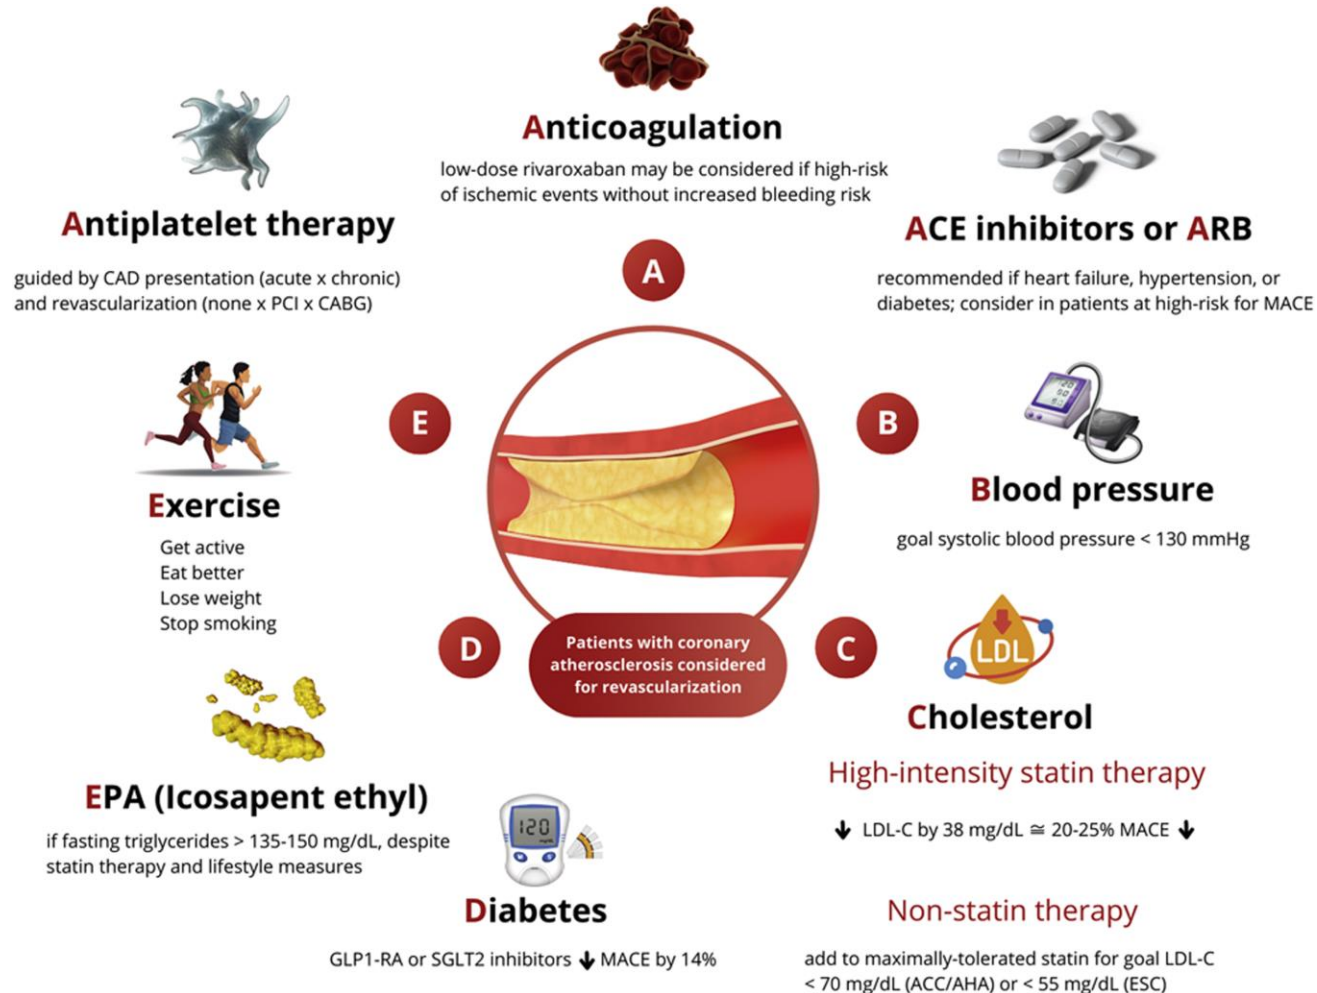 Anticoagulation
low-dose rivaroxaban may be considered if high-risk
of ischemic events without increased bleeding risk
Antiplatelet therapy
guided by CAD presentation (acute x chronic)
and revascularization (none x PCI x CABG)
ACE inhibitors or ARB
recommended if heart failure, hypertension, or
diabetes; consider in patients at high-risk for MACE
A
B
Blood pressure
goal systolic blood pressure < 130 mmHg
C
LDL
Cholesterol
High-intensity statin therapy
↓ LDL-C by 38 mg/dL ≅ 20-25% MACE ↓
Non-statin therapy
add to maximally-tolerated statin for goal LDL-C
< 70 mg/dL (ACC/AHA) or < 55 mg/dL (ESC)
D
120
Diabetes
GLP1-RA or SGLT2 inhibitors ↓ MACE by 14%
E
Exercise
Get active
Eat better
Lose weight
Stop smoking
EPA (Icosapent ethyl)
if fasting triglycerides > 135-150 mg/dL, despite
statin therapy and lifestyle measures
Patients with coronary
atherosclerosis considered
for revascularization